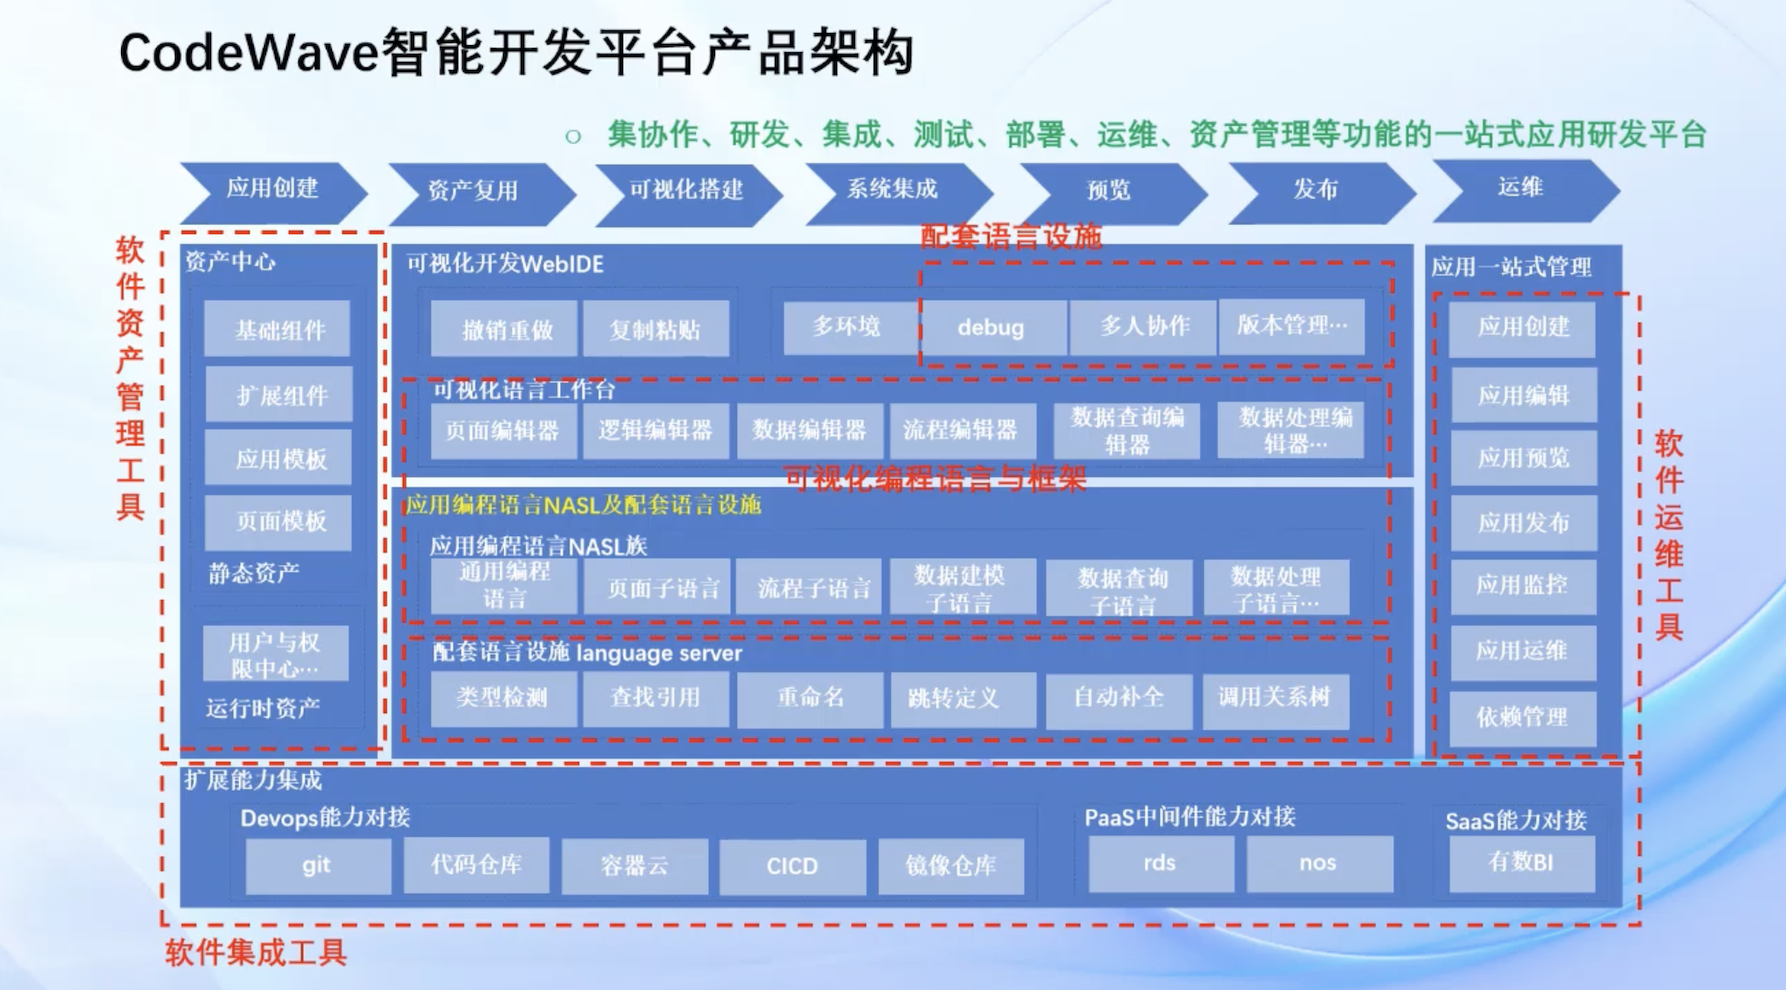 CodeWave智能开发平台产品架构
集协作、研发、集成、测试、部署、运维、资产管理等功能的一站式应用研发平台
应用创建
资产复用
可视化搭建
系统集成
预览
发布
运维
软件资产管理工具
资产中心
基础组件
扩展组件
应用模板
页面模板
静态资产
用户与权
限中心...
运行时资产
配套语言设施
可视化开发WebIDE
撤销重做
复制粘贴
多环境
debug
多人协作
版本管理...
可视化语言工作台
页面编辑器
逻辑编辑器
数据编辑器
流程编辑器
数据查询编
辑器
数据处理编
辑器...
可视化编程语言与框架
应用编程语言NASL及配套语言设施
应用编程语言NASL族
通用编程
语言
页面子语言
流程子语言
数据建模
子语言
数据查询
子语言
数据处理
子语言...
配套语言设施 language server
类型检测
查找引用
重命名
跳转定义
自动补全
调用关系树
应用一站式管理
应用创建
应用编辑
应用预览
应用发布
应用监控
应用运维
依赖管理
软件运维工具
扩展能力集成
Devops能力对接
git
代码仓库
容器云
CICD
镜像仓库
PaaS中间件能力对接
rds
nos
SaaS能力对接
有数BI
软件集成工具